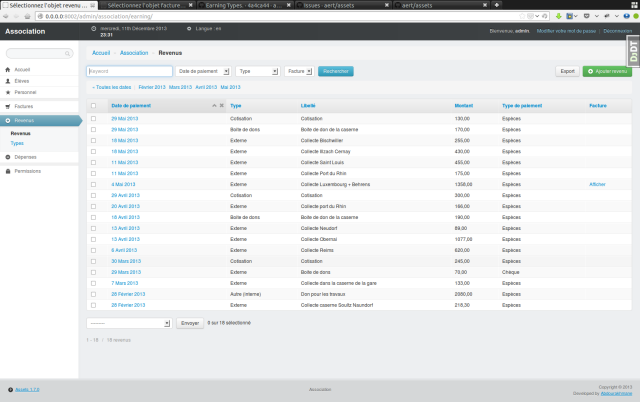 Sélectionnez l'objet revenu ...
Sélectionnez l'objet facture...
Earning Types · 4a4ca44 · a...
Issues · aert/assets
aert/assets
0.0.0.0:8002/admin/association/earning/
Association
mercredi, 11th Décembre 2013
23:31
Langue : en
Bienvenue, admin.
Modifier votre mot de passe
Déconnexion
DjDT
Accueil
Élèves
Personnel
Factures
Revenus
Revenus
Types
Dépenses
Permissions
Accueil Association Revenus
Keyword
Date de paiement
Type
Facture
Rechercher
Export
Ajouter revenu
« Toutes les dates Février 2013 Mars 2013 Avril 2013 Mai 2013
Date de paiement Type Libellé Montant Type de paiement Facture
29 Mai 2013 Cotisation Cotisation 130,00 Espèces
29 Mai 2013 Boite de dons Boite de don de la caserne 170,00 Espèces
18 Mai 2013 Externe Collecte Bischwiller 255,00 Espèces
18 Mai 2013 Externe Collecte Itzach Cernay 430,00 Espèces
11 Mai 2013 Externe Collecte Saint Louis 455,00 Espèces
11 Mai 2013 Externe Collecte Port du Rhin 175,00 Espèces
4 Mai 2013 Externe Collecte Luxembourg + Behrens 1358,00 Espèces Afficher
29 Avril 2013 Cotisation Cotisation 300,00 Espèces
20 Avril 2013 Externe Collecte port du Rhin 166,00 Espèces
18 Avril 2013 Boite de dons Boite de don de la caserne 190,00 Espèces
13 Avril 2013 Externe Collecte Neudorf 89,00 Espèces
13 Avril 2013 Externe Collecte Obernai 1077,00 Espèces
6 Avril 2013 Externe Collecte Reims 620,00 Espèces
30 Mars 2013 Cotisation Cotisation 245,00 Espèces
29 Mars 2013 Externe Boite de dons 70,00 Chèque
7 Mars 2013 Externe Collecte dans la caserne de la gare 133,00 Espèces
28 Février 2013 Autre (interne) Don pour les travaux 2080,00 Espèces
28 Février 2013 Externe Collecte caserne Soultz Neundorf 218,30 Espèces
---------
Envoyer
0 sur 18 sélectionné
1 - 18 / 18 revenus
Assets 1.7.0
Association
Copyright © 2013
Developed by